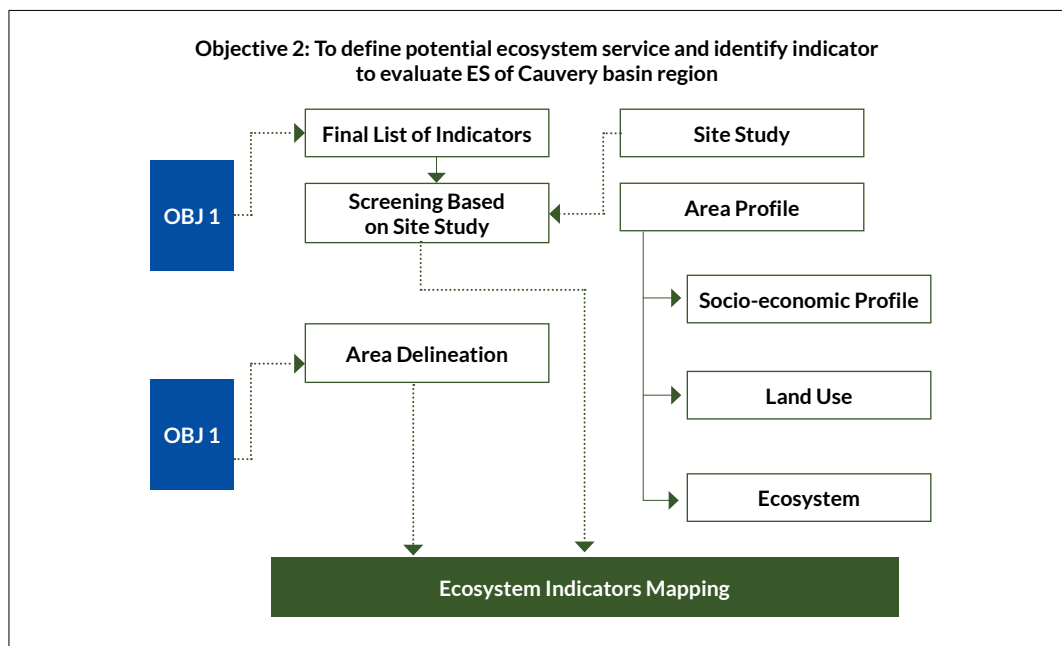 Objective 2: To define potential ecosystem service and identify indicator
to evaluate ES of Cauvery basin region
Final List of Indicators
Site Study
OBJ 1
Screening Based
on Site Study
Area Profile
Socio-economic Profile
Area Delineation
Land Use
OBJ 1
Ecosystem
Ecosystem Indicators Mapping